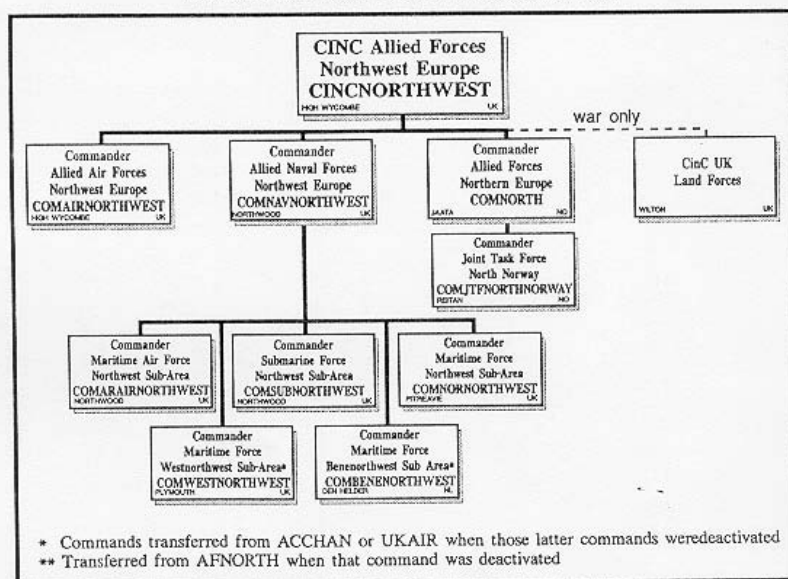 CINC Allied Forces
Northwest Europe
CINCNORTHWEST
HIGH WYCOMBE UK
war only
Commander
Allied Air Forces
Northwest Europe
COMAIRNORTHWEST
HIGH WYCOMBE UK
Commander
Allied Naval Forces
Northwest Europe
COMNAVNORTHWEST
NORTHWOOD UK
Commander
Allied Forces
Northern Europe
COMNORTH
JAATA NO
CinC UK
Land Forces
WILTON UK
Commander
Joint Task Force
North Norway
COMJTFNORTHNORWAY
REITAN NO
Commander
Maritime Air Force
Northwest Sub-Area
COMARAIRNORTHWEST
NORTHWOOD UK
Commander
Submarine Force
Northwest Sub-Area
COMSUBNORTHWEST
NORTHWOOD UK
Commander
Maritime Force
Northwest Sub-Area
COMNORNORTHWEST
PITREAVIE UK
Commander
Maritime Force
Westnorthwest Sub-Area*
COMWESTNORTHWEST
PLYMOUTH UK
Commander
Maritime Force
Benenorthwest Sub Area*
COMBENENORTHWEST
DEN HELDER NL
* Commands transferred from ACCHAN or UKAIR when those latter commands weredeactivated
** Transferred from AFNORTH when that command was deactivated